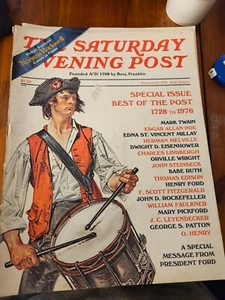 THE SATURDAY
EVENING POST
Founded A°D¹ 1728 by Benj. Franklin
Norman Rockwell
SPECIAL ISSUE
BEST OF THE POST
1728 to 1976
MARK TWAIN
EDGAR ALLAN POE
EDNA ST. VINCENT MILLAY
HERMAN MELVILLE
DWIGHT D. EISENHOWER
CHARLES LINDBERGH
ORVILLE WRIGHT
JOHN STEINBECK
BABE RUTH
THOMAS EDISON
HENRY FORD
F. SCOTT FITZGERALD
JOHN D. ROCKEFELLER
WILLIAM FAULKNER
MARY PICKFORD
J. C. LEYENDECKER
GEORGE S. PATTON
O. HENRY
A SPECIAL
MESSAGE FROM
PRESIDENT FORD